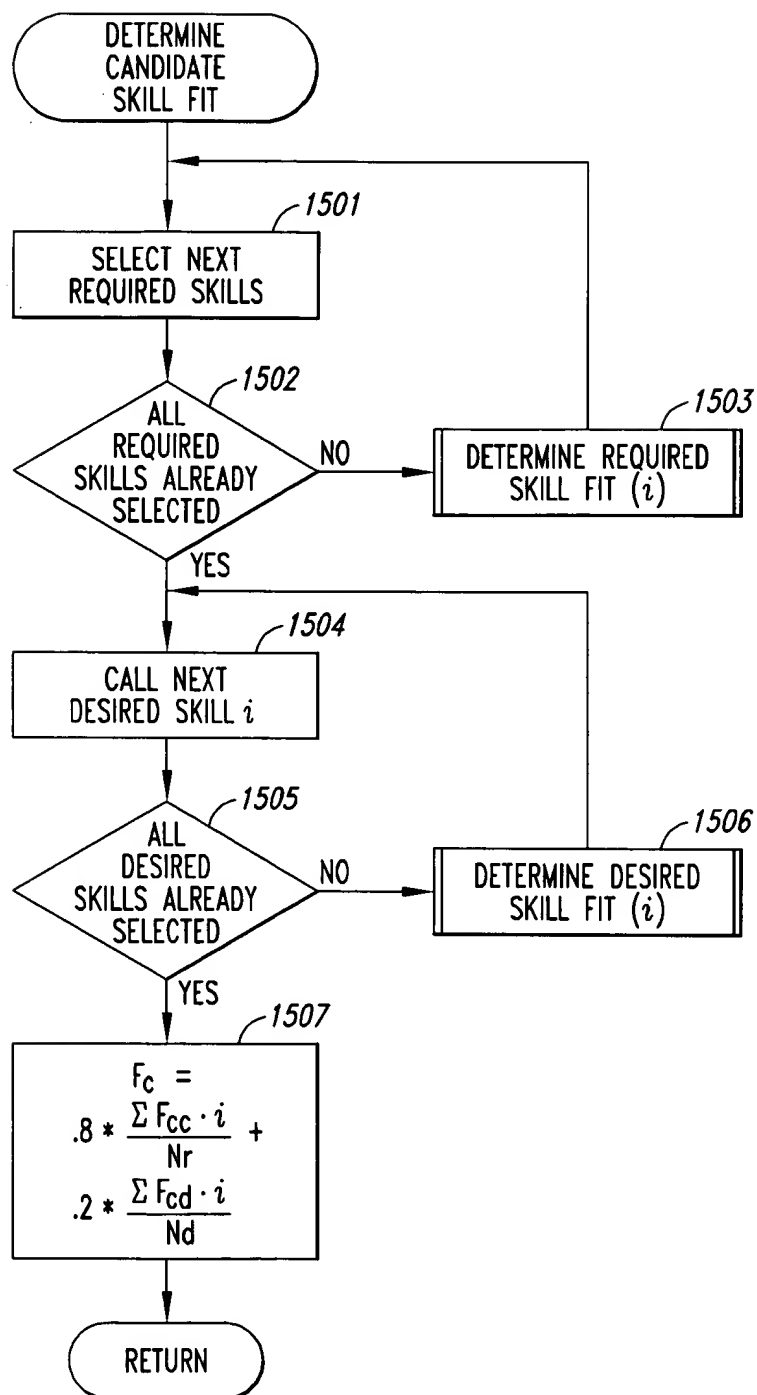 DETERMINE
CANDIDATE
SKILL FIT
1501
SELECT NEXT
REQUIRED SKILLS
1502
ALL
REQUIRED
SKILLS ALREADY
SELECTED
NO
1503
DETERMINE REQUIRED
SKILL FIT (i)
YES
1504
CALL NEXT
DESIRED SKILL i
1505
ALL
DESIRED
SKILLS ALREADY
SELECTED
NO
1506
DETERMINE DESIRED
SKILL FIT (i)
YES
1507
Fc =
.8 * Σ Fcc · i / Nr +
.2 * Σ Fcd · i / Nd
RETURN